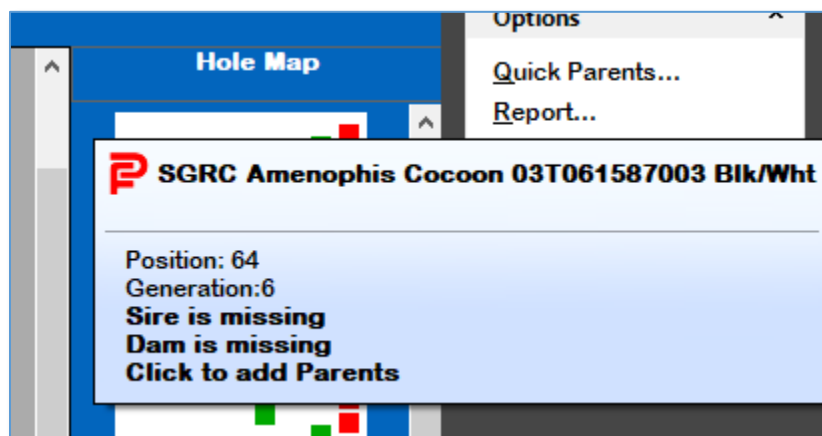 Options
Hole Map
Quick Parents...
Report...
SGRC Amenophis Cocoon 03T061587003 Blk/Wht
Position: 64
Generation:6
Sire is missing
Dam is missing
Click to add Parents